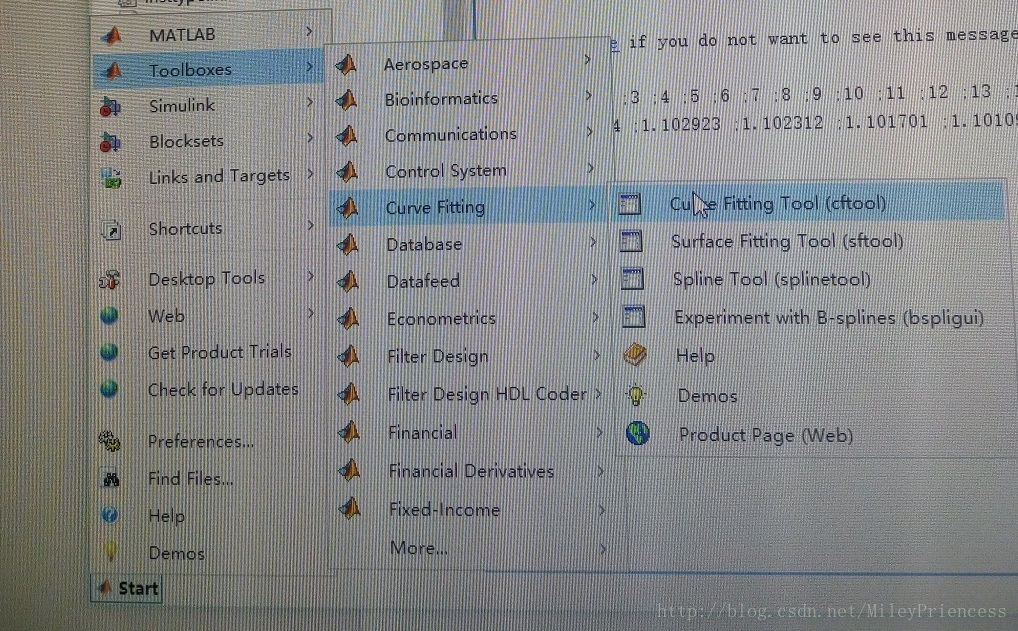 MATLAB
Toolboxes
Simulink
Blocksets
Links and Targets
Shortcuts
Desktop Tools
Web
Get Product Trials
Check for Updates
Preferences...
Find Files...
Help
Demos
Start
Aerospace
Bioinformatics
Communications
Control System
Curve Fitting
Database
Datafeed
Econometrics
Filter Design
Filter Design HDL Coder
Financial
Financial Derivatives
Fixed-Income
More...
if you do not want to see this message
;3 ;4 ;5 ;6 ;7 ;8 9 ;10 ;11 ;12 ;13
4 ;1.102923 ;1.102312 ;1.101701 ;1.10109
Curve Fitting Tool (cftool)
Surface Fitting Tool (sftool)
Spline Tool (splinetool)
Experiment with B-splines (bspligui)
Help
Demos
Product Page (Web)
http://blog.csdn.net/MileyPriencess